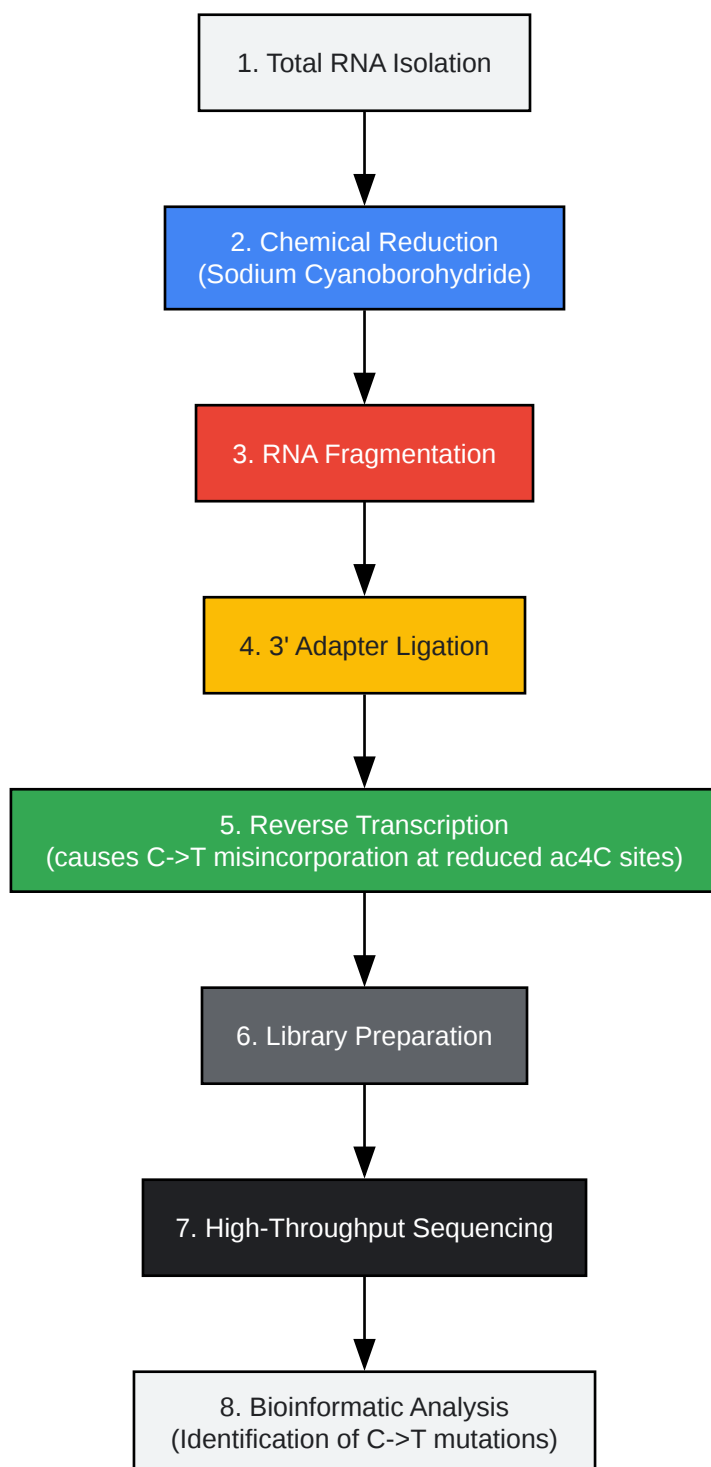 1. Total RNA Isolation
2. Chemical Reduction
(Sodium Cyanoborohydride)
3. RNA Fragmentation
4. 3' Adapter Ligation
5. Reverse Transcription
(causes C->T misincorporation at reduced ac4C sites)
6. Library Preparation
7. High-Throughput Sequencing
8. Bioinformatic Analysis
(Identification of C->T mutations)